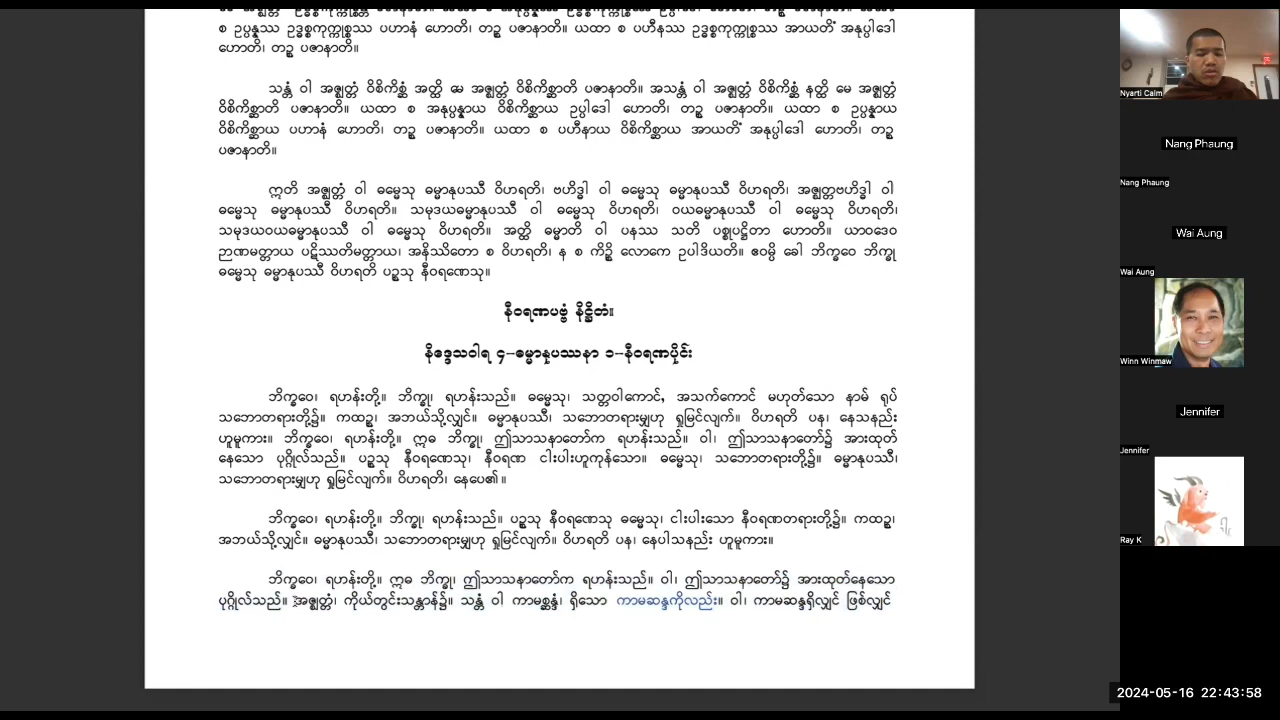 စ ဥပ္ပန္နဿ ဥဒ္ဓစ္စကုက္ကုစ္စဿ ပဟာနံ ဟောတိ၊ တဉ္စ ပဇာနာတိ။ ယထာ စ ပဟီနဿ ဥဒ္ဓစ္စကုက္ကုစ္စဿ အာယတိံ အနုပ္ပါဒေါ
ဟောတိ၊ တဉ္စ ပဇာနာတိ။
သန္တံ ဝါ အဇ္ဈတ္တံ ဝိစိကိစ္ဆံ အတ္ထိ မေ အဇ္ဈတ္တံ ဝိစိကိစ္ဆာတိ ပဇာနာတိ။ အသန္တံ ဝါ အဇ္ဈတ္တံ ဝိစိကိစ္ဆံ နတ္ထိ မေ အဇ္ဈတ္တံ
ဝိစိကိစ္ဆာတိ ပဇာနာတိ။ ယထာ စ အနုပ္ပန္နာယ ဝိစိကိစ္ဆာယ ဥပ္ပါဒေါ ဟောတိ၊ တဉ္စ ပဇာနာတိ။ ယထာ စ ဥပ္ပန္နာယ
ဝိစိကိစ္ဆာယ ပဟာနံ ဟောတိ၊ တဉ္စ ပဇာနာတိ။ ယထာ စ ပဟီနာယ ဝိစိကိစ္ဆာယ အာယတိံ အနုပ္ပါဒေါ ဟောတိ၊ တဉ္စ
ပဇာနာတိ။
ဣတိ အဇ္ဈတ္တံ ဝါ ဓမ္မေသု ဓမ္မာနုပဿီ ဝိဟရတိ၊ ဗဟိဒ္ဓါ ဝါ ဓမ္မေသု ဓမ္မာနုပဿီ ဝိဟရတိ၊ အဇ္ဈတ္တဗဟိဒ္ဓါ ဝါ
ဓမ္မေသု ဓမ္မာနုပဿီ ဝိဟရတိ။ သမုဒယဓမ္မာနုပဿီ ဝါ ဓမ္မေသု ဝိဟရတိ၊ ဝယဓမ္မာနုပဿီ ဝါ ဓမ္မေသု ဝိဟရတိ၊
သမုဒယဝယဓမ္မာနုပဿီ ဝါ ဓမ္မေသု ဝိဟရတိ။ အတ္ထိ ဓမ္မာတိ ဝါ ပနဿ သတိ ပစ္စုပဋ္ဌိတာ ဟောတိ။ ယာဝဒေဝ
ဉာဏမတ္တာယ ပဋိဿတိမတ္တာယ၊ အနိဿိတော စ ဝိဟရတိ၊ န စ ကိဉ္စိ လောကေ ဥပါဒိယတိ။ ဧဝမ္ပိ ခေါ ဘိက္ခဝေ ဘိက္ခု
ဓမ္မေသု ဓမ္မာနုပဿီ ဝိဟရတိ ပဉ္စသု နီဝရဏေသု။
နီဝရဏပဗ္ဗံ နိဋ္ဌိတံ။
နိဒ္ဒေသဝါရ ၄--ဓမ္မာနုပဿနာ ၁--နီဝရဏပိုင်း
ဘိက္ခဝေ၊ ရဟန်းတို့။ ဘိက္ခု၊ ရဟန်းသည်။ ဓမ္မေသု၊ သတ္တဝါကောင်, အသက်ကောင် မဟုတ်သော နာမ် ရုပ်
သဘောတရားတို့၌။ ကထဉ္စ၊ အဘယ်သို့လျှင်။ ဓမ္မာနုပဿီ၊ သဘောတရားမျှဟု ရှုမြင်လျက်။ ဝိဟရတိ ပန၊ နေသနည်း
ဟူမူကား။ ဘိက္ခဝေ၊ ရဟန်းတို့။ ဣဓ ဘိက္ခု၊ ဤသာသနာတော်က ရဟန်းသည်။ ဝါ၊ ဤသာသနာတော်၌ အားထုတ်
နေသော ပုဂ္ဂိုလ်သည်။ ပဉ္စသု နီဝရဏေသု၊ နီဝရဏ ငါးပါးဟူကုန်သော။ ဓမ္မေသု၊ သဘောတရားတို့၌။ ဓမ္မာနုပဿီ၊
သဘောတရားမျှဟု ရှုမြင်လျက်။ ဝိဟရတိ၊ နေပေ၏။
ဘိက္ခဝေ၊ ရဟန်းတို့။ ဘိက္ခု၊ ရဟန်းသည်။ ပဉ္စသု နီဝရဏေသု ဓမ္မေသု၊ ငါးပါးသော နီဝရဏတရားတို့၌။ ကထဉ္စ၊
အဘယ်သို့လျှင်။ ဓမ္မာနုပဿီ၊ သဘောတရားမျှဟု ရှုမြင်လျက်။ ဝိဟရတိ ပန၊ နေပါသနည်း ဟူမူကား။
ဘိက္ခဝေ၊ ရဟန်းတို့။ ဣဓ ဘိက္ခု၊ ဤသာသနာတော်က ရဟန်းသည်။ ဝါ၊ ဤသာသနာတော်၌ အားထုတ်နေသော
ပုဂ္ဂိုလ်သည်။ အဇ္ဈတ္တံ၊ ကိုယ်တွင်းသန္တာန်၌။ သန္တံ ဝါ ကာမစ္ဆန္ဒံ၊ ရှိသော ကာမဆန္ဒကိုလည်း။ ဝါ၊ ကာမဆန္ဒရှိလျှင် ဖြစ်လျှင်
Nyarti Calm
Nang Phaung
Nang Phaung
Wai Aung
Wai Aung
Winn Winmaw
Jennifer
Jennifer
Ray K
2024-05-16 22:43:58